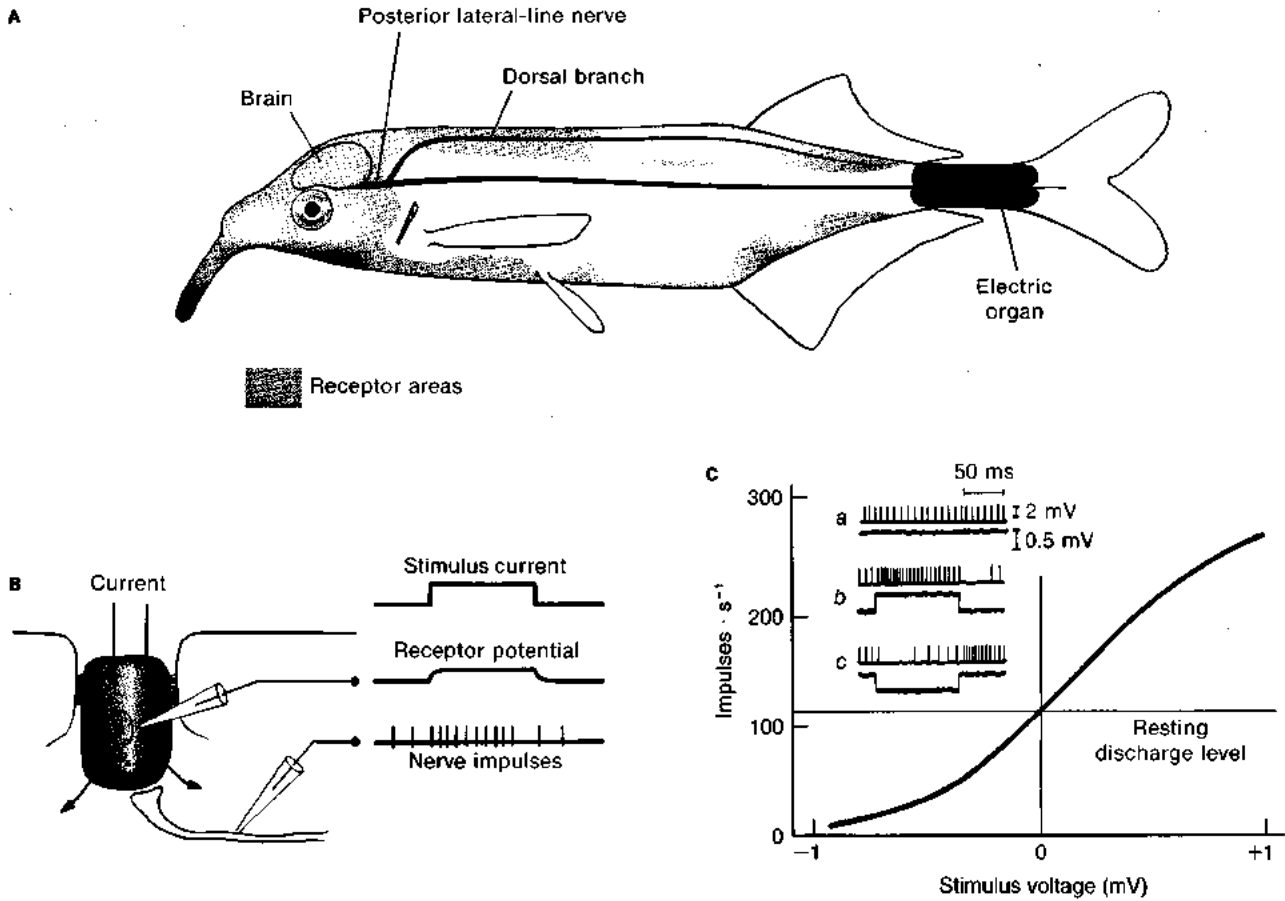 A
Posterior lateral-line nerve
Dorsal branch
Brain
Electric
organ
Receptor areas
B
Current
Stimulus current
Receptor potential
Nerve impulses
C
50 ms
300
a
2 mV
0.5 mV
b
200
c
Impulses · s⁻¹
100
Resting
discharge level
0
−1
0
+1
Stimulus voltage (mV)